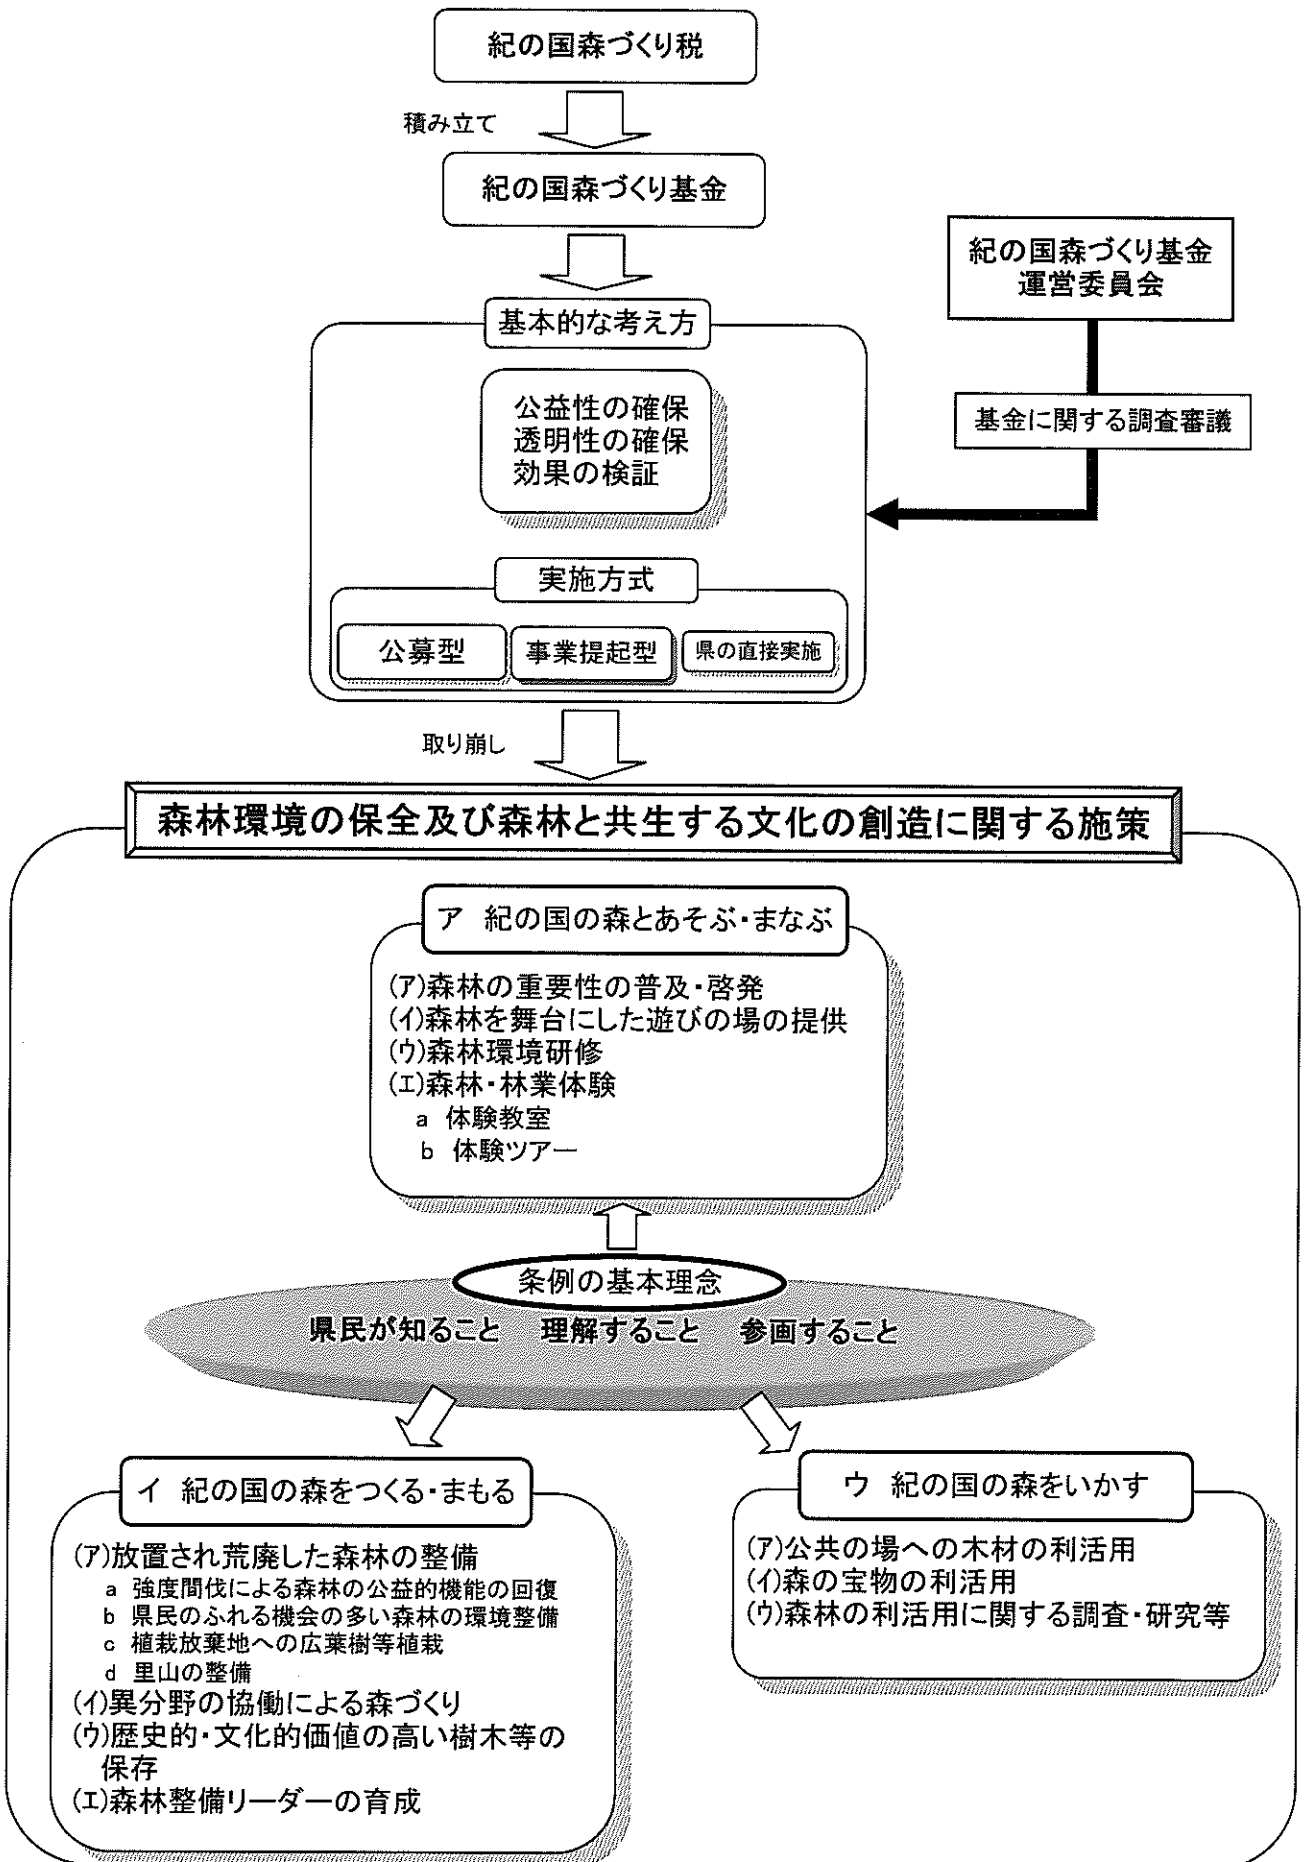 紀の国森づくり税
積み立て
紀の国森づくり基金
紀の国森づくり基金
運営委員会
基金に関する調査審議
基本的な考え方
公益性の確保
透明性の確保
効果の検証
実施方式
公募型
事業提起型
県の直接実施
取り崩し
森林環境の保全及び森林と共生する文化の創造に関する施策
ア 紀の国の森とあそぶ・まなぶ
(ア)森林の重要性の普及・啓発
(イ)森林を舞台にした遊びの場の提供
(ウ)森林環境研修
(エ)森林・林業体験
a 体験教室
b 体験ツアー
条例の基本理念
県民が知ること 理解すること 参画すること
イ 紀の国の森をつくる・まもる
(ア)放置され荒廃した森林の整備
a 強度間伐による森林の公益的機能の回復
b 県民のふれる機会の多い森林の環境整備
c 植栽放棄地への広葉樹等植栽
d 里山の整備
(イ)異分野の協働による森づくり
(ウ)歴史的・文化的価値の高い樹木等の
保存
(エ)森林整備リーダーの育成
ウ 紀の国の森をいかす
(ア)公共の場への木材の利活用
(イ)森の宝物の利活用
(ウ)森林の利活用に関する調査・研究等